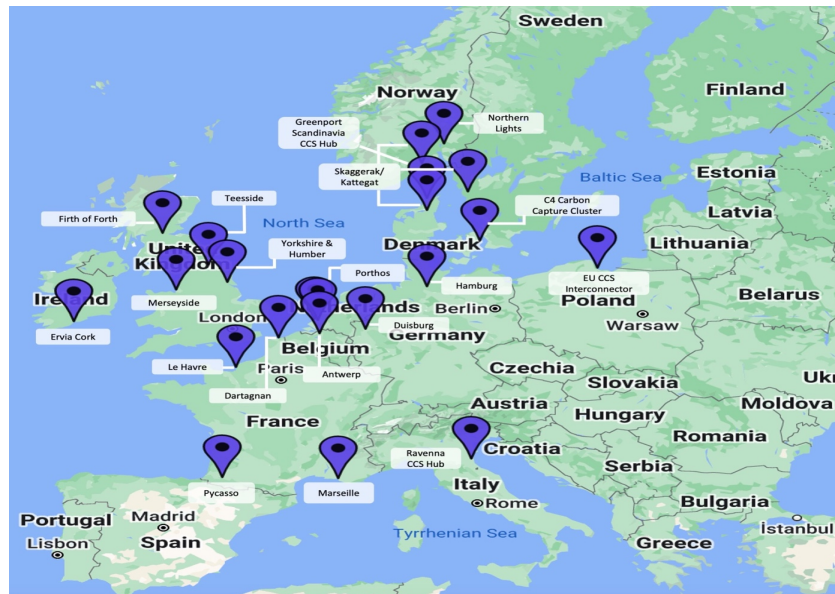 Sweden
Norway
Finland
Greenport
Scandinavia
CCS Hub
Northern
Lights
Skaggerak/
Kattegat
Baltic Sea
Estonia
Teesside
C4 Carbon
Capture Cluster
Latvia
Firth of Forth
North Sea
Denmark
Lithuania
Unite
Kingdom
Yorkshire &
Humber
Porthos
Hamburg
EU CCS
Interconnector
Ireland
Merseyside
Poland
Belarus
London
Netherlands
Berlin
Duisburg
Germany
Warsaw
Ervia Cork
Belgium
Le Havre
Paris
Antwerp
Czechia
Dartagnan
Slovakia
Ukr
Austria
Moldova
Hungary
France
Romania
Ravenna
CCS Hub
Croatia
Serbia
Pycasso
Marseille
Italy
Rome
Bulgaria
Portugal
Madrid
Lisbon
Spain
Tyrrhenian Sea
İstanbul
Greece